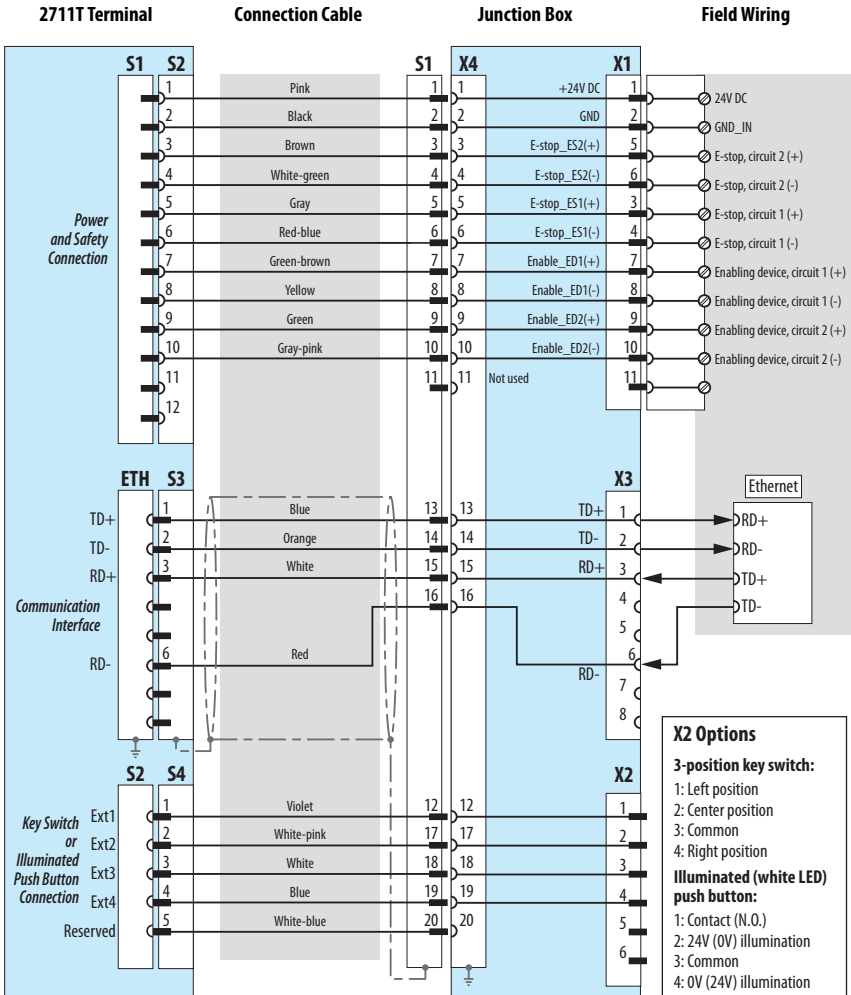 2711T Terminal Connection Cable Junction Box Field Wiring
S1 S2 S1 X4 X1
1 Pink 1 1 +24V DC 1 24V DC
2 Black 2 2 GND 2 GND_IN
3 Brown 3 3 E-stop_ES2(+) 5 E-stop, circuit 2 (+)
4 White-green 4 4 E-stop_ES2(-) 6 E-stop, circuit 2 (-)
5 Gray 5 5 E-stop_ES1(+) 3 E-stop, circuit 1 (+)
6 Red-blue 6 6 E-stop_ES1(-) 4 E-stop, circuit 1 (-)
7 Green-brown 7 7 Enable_ED1(+) 7 Enabling device, circuit 1 (+)
8 Yellow 8 8 Enable_ED1(-) 8 Enabling device, circuit 1 (-)
9 Green 9 9 Enable_ED2(+) 9 Enabling device, circuit 2 (+)
10 Gray-pink 10 10 Enable_ED2(-) 10 Enabling device, circuit 2 (-)
11 11 11 Not used 11
12
Power
and Safety
Connection
ETH S3 X3 Ethernet
TD+ 1 Blue 13 13 TD+ 1 RD+
TD- 2 Orange 14 14 TD- 2 RD-
RD+ 3 White 15 15 RD+ 3 TD+
16 16 4 TD-
5
RD- 6 Red RD- 6
7
8
Communication
Interface
S2 S4 X2
Ext1 1 Violet 12 12 1
Ext2 2 White-pink 17 17 2
Ext3 3 White 18 18 3
Ext4 4 Blue 19 19 4
Reserved 5 White-blue 20 20 5
6
Key Switch
or
Illuminated
Push Button
Connection
X2 Options
3-position key switch:
1: Left position
2: Center position
3: Common
4: Right position
Illuminated (white LED)
push button:
1: Contact (N.O.)
2: 24V (0V) illumination
3: Common
4: 0V (24V) illumination